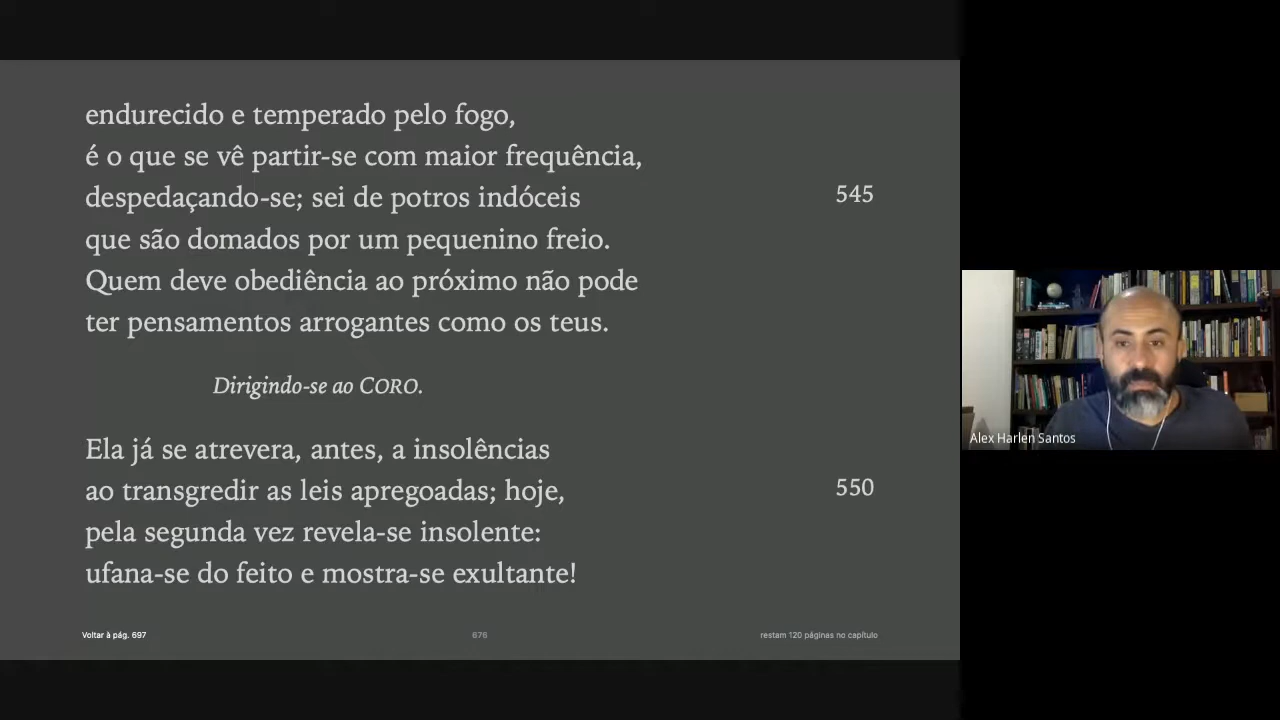 endurecido e temperado pelo fogo,
é o que se vê partir-se com maior frequência,
despedaçando-se; sei de potros indóceis
545
que são domados por um pequenino freio.
Quem deve obediência ao próximo não pode
ter pensamentos arrogantes como os teus.
Dirigindo-se ao CORO.
Ela já se atrevera, antes, a insolências
ao transgredir as leis apregoadas; hoje,
550
pela segunda vez revela-se insolente:
ufana-se do feito e mostra-se exultante!
Voltar à pág. 697
676
restam 120 páginas no capítulo
Alex Harlen Santos